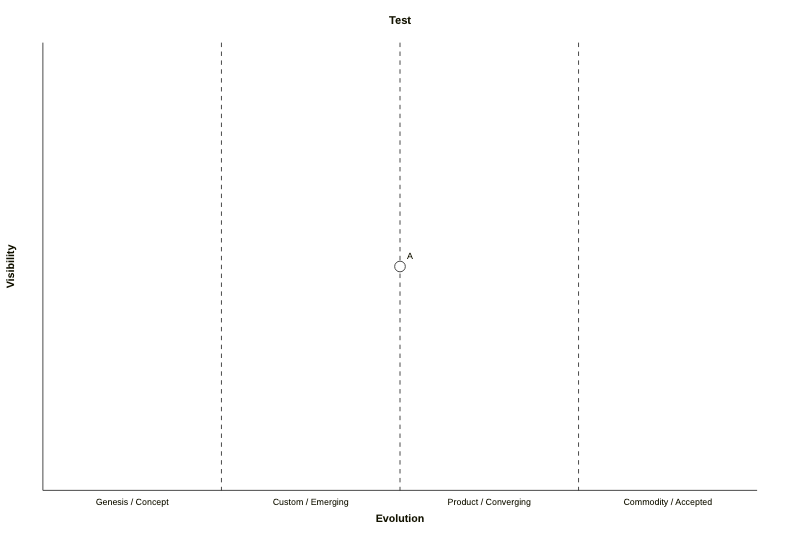 Test
Visibility
A
Genesis / Concept
Custom / Emerging
Product / Converging
Commodity / Accepted
Evolution